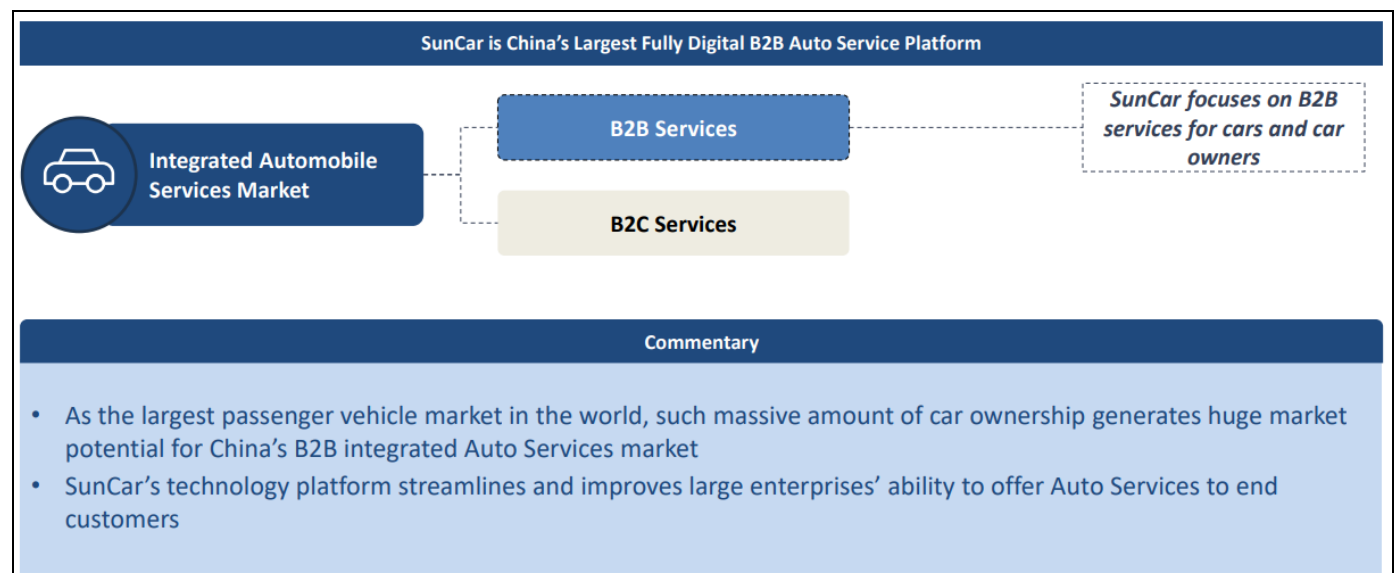 SunCar is China’s Largest Fully Digital B2B Auto Service Platform
Integrated Automobile
Services Market
B2B Services
B2C Services
SunCar focuses on B2B
services for cars and car
owners
Commentary
• As the largest passenger vehicle market in the world, such massive amount of car ownership generates huge market
potential for China’s B2B integrated Auto Services market
• SunCar’s technology platform streamlines and improves large enterprises’ ability to offer Auto Services to end
customers